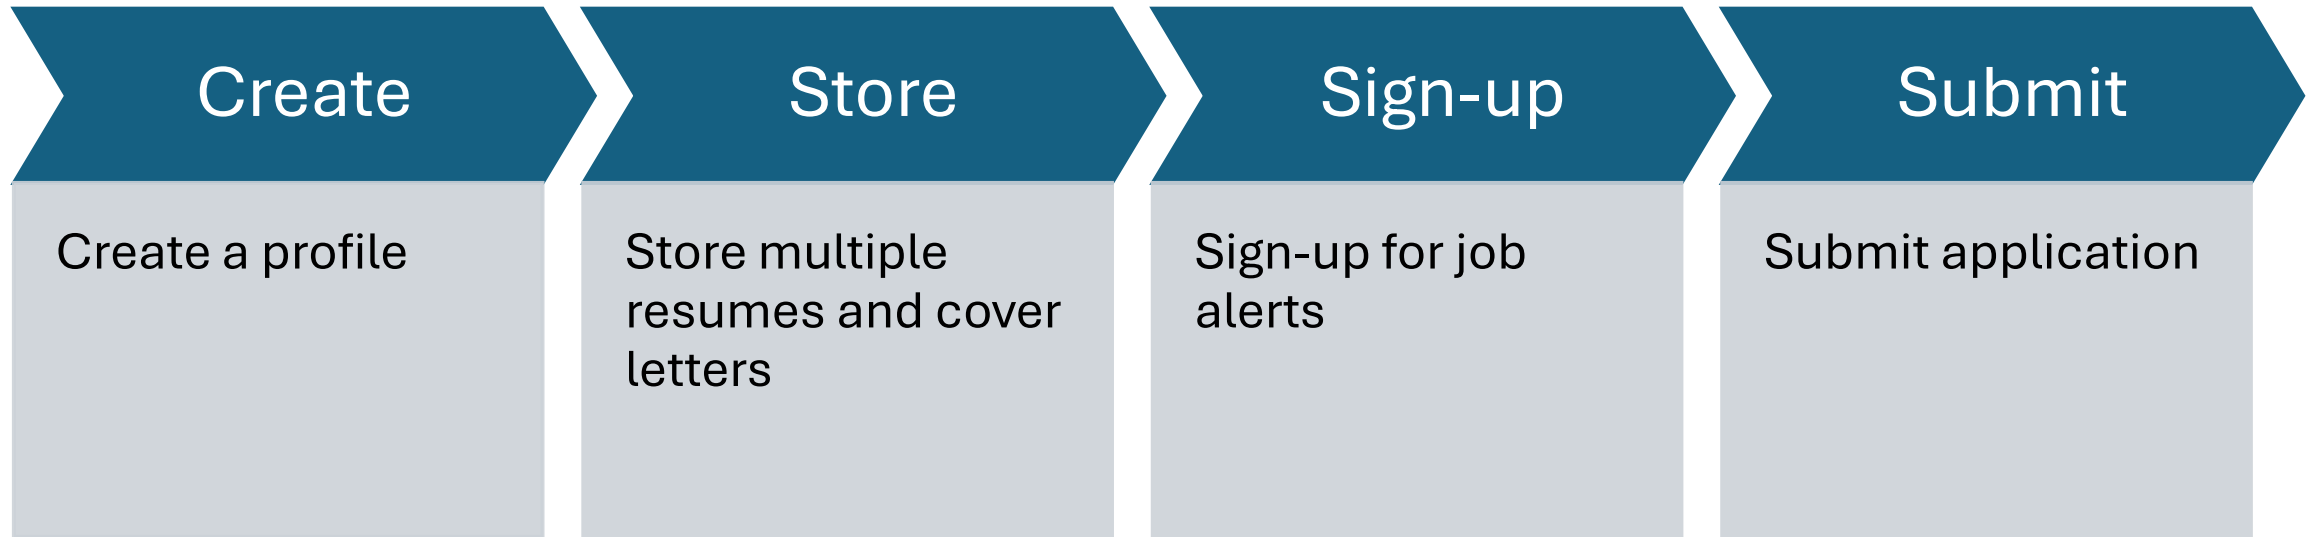 Create
Store
Sign-up
Submit
Create a profile
Store multiple
resumes and cover
letters
Sign-up for job
alerts
Submit application